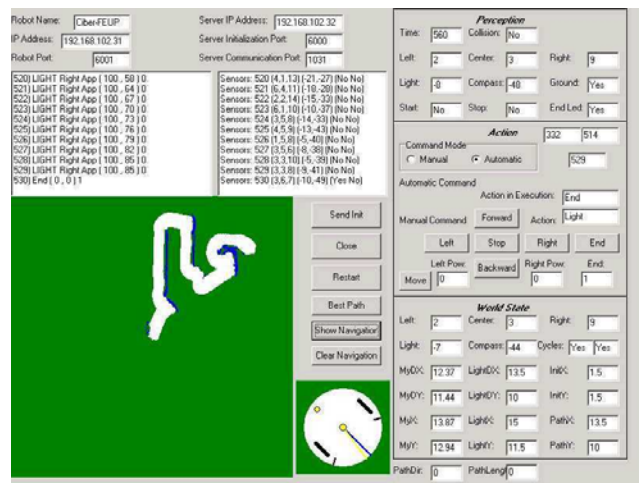 Robot Name: Ciber-FEUP
Server IP Address: 192.168.102.32
IP Address: 192.168.102.31
Server Initialization Port: 6000
Robot Port: 6001
Server Communication Port: 1031
520) LIGHT Right App ( 100 , 58 ) 0
521) LIGHT Right App ( 100 , 64 ) 0
522) LIGHT Right App ( 100 , 67 ) 0
523) LIGHT Right App ( 100 , 70 ) 0
524) LIGHT Right App ( 100 , 73 ) 0
525) LIGHT Right App ( 100 , 76 ) 0
526) LIGHT Right App ( 100 , 79 ) 0
527) LIGHT Right App ( 100 , 82 ) 0
528) LIGHT Right App ( 100 , 85 ) 0
529) LIGHT Right App ( 100 , 85 ) 0
530) End ( 0 , 0 ) 1
Sensors: 520 (4,1,13) (-21,-27) (No No)
Sensors: 521 (6,4,11) (-18,-28) (No No)
Sensors: 522 (2,2,14) (-15,-33) (No No)
Sensors: 523 (6,1,10) (-10,-37) (No No)
Sensors: 524 (3,5,8) (-14,-33) (No No)
Sensors: 525 (4,5,9) (-13,-43) (No No)
Sensors: 526 (1,5,8) (-5,-40) (No No)
Sensors: 527 (3,5,6) (-8,-38) (No No)
Sensors: 528 (3,3,10) (-5,-39) (No No)
Sensors: 529 (3,3,8) (-9,-41) (No No)
Sensors: 530 (3,6,7) (-10,-49) (Yes No)
Send Init
Close
Restart
Best Path
Show Navigation
Clear Navigation
Perception
Time: 560 Collision: No
Left: 2 Center: 3 Right: 9
Light: -8 Compass: -48 Ground: Yes
Start: No Stop: No End Led: Yes
Action 332 514
Command Mode
Manual Automatic 529
Automatic Command
Action in Execution: End
Manual Command Forward Action: Light
Left Stop Right End
Left Pow: Backward Right Pow: End:
Move 0 0 1
World State
Left: 2 Center: 3 Right: 9
Light: -7 Compass: -44 Cycles: Yes Yes
MyDX: 12.37 LightDX: 13.5 InitX: 1.5
MyDY: 11.44 LightDY: 10 InitY: 1.5
MyX: 13.87 LightX: 15 PathX: 13.5
MyY: 12.94 LightY: 11.5 PathY: 10
PathDir: 0 PathLengt 0